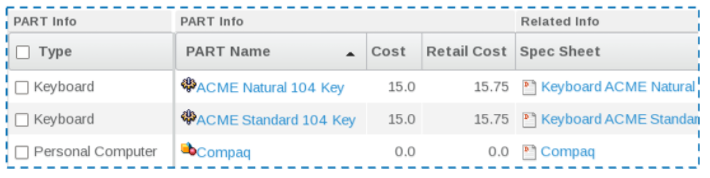 PART Info PART Info Related Info
Type PART Name Cost Retail Cost Spec Sheet
Keyboard ACME Natural 104 Key 15.0 15.75 Keyboard ACME Natural
Keyboard ACME Standard 104 Key 15.0 15.75 Keyboard ACME Standar
Personal Computer Compaq 0.0 0.0 Compaq